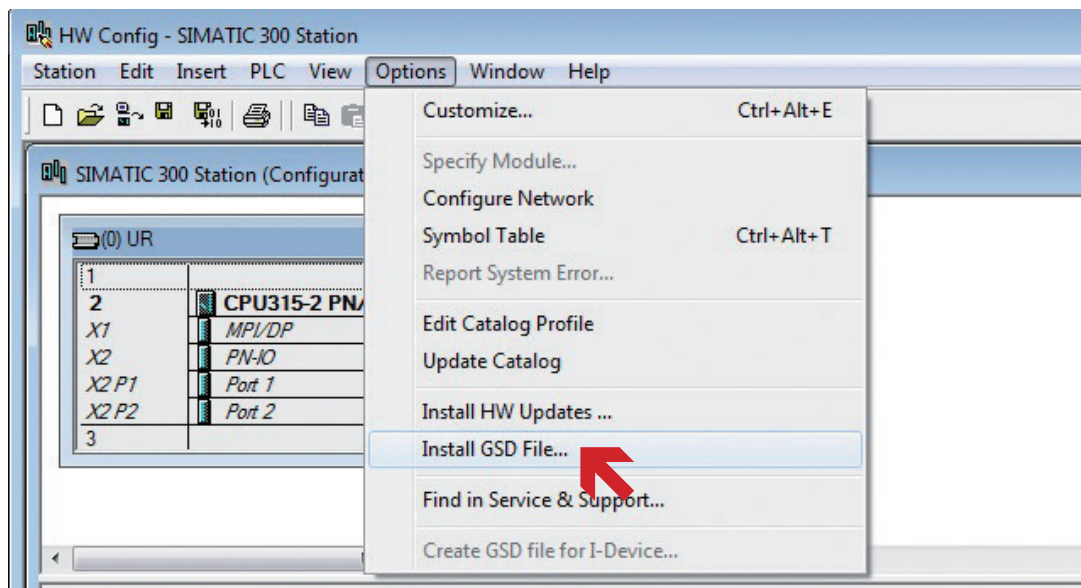 HW Config - SIMATIC 300 Station
Station Edit Insert PLC View Options Window Help
Customize... Ctrl+Alt+E
SIMATIC 300 Station (Configurat
Specify Module...
Configure Network
(0) UR
Symbol Table Ctrl+Alt+T
1
Report System Error...
2 CPU315-2 PN/
X1 MPI/DP
Edit Catalog Profile
X2 PN-IO
Update Catalog
X2 P1 Port 1
X2 P2 Port 2
Install HW Updates ...
3
Install GSD File...
Find in Service & Support...
Create GSD file for I-Device...